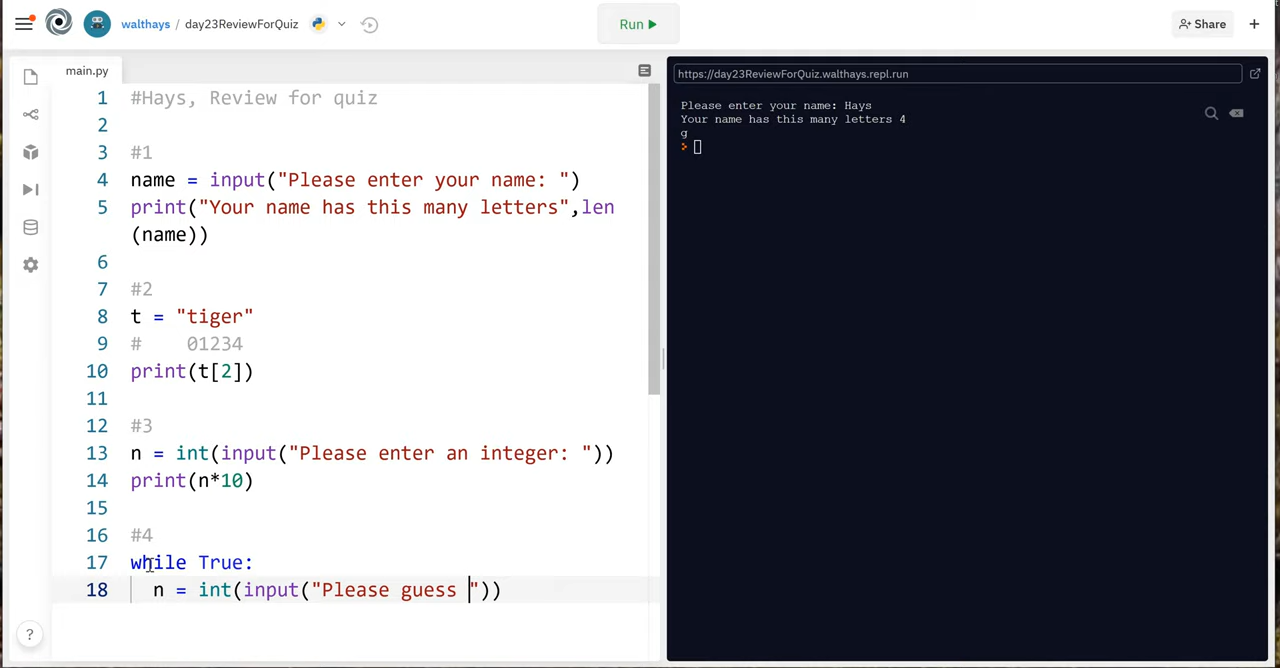 walthays / day23ReviewForQuiz
Run
Share
main.py
1 #Hays, Review for quiz
2
3 #1
4 name = input("Please enter your name: ")
5 print("Your name has this many letters",len
(name))
6
7 #2
8 t = "tiger"
9 #    01234
10 print(t[2])
11
12 #3
13 n = int(input("Please enter an integer: "))
14 print(n*10)
15
16 #4
17 while True:
18   n = int(input("Please guess "))
?
https://day23ReviewForQuiz.walthays.repl.run
Please enter your name: Hays
Your name has this many letters 4
g